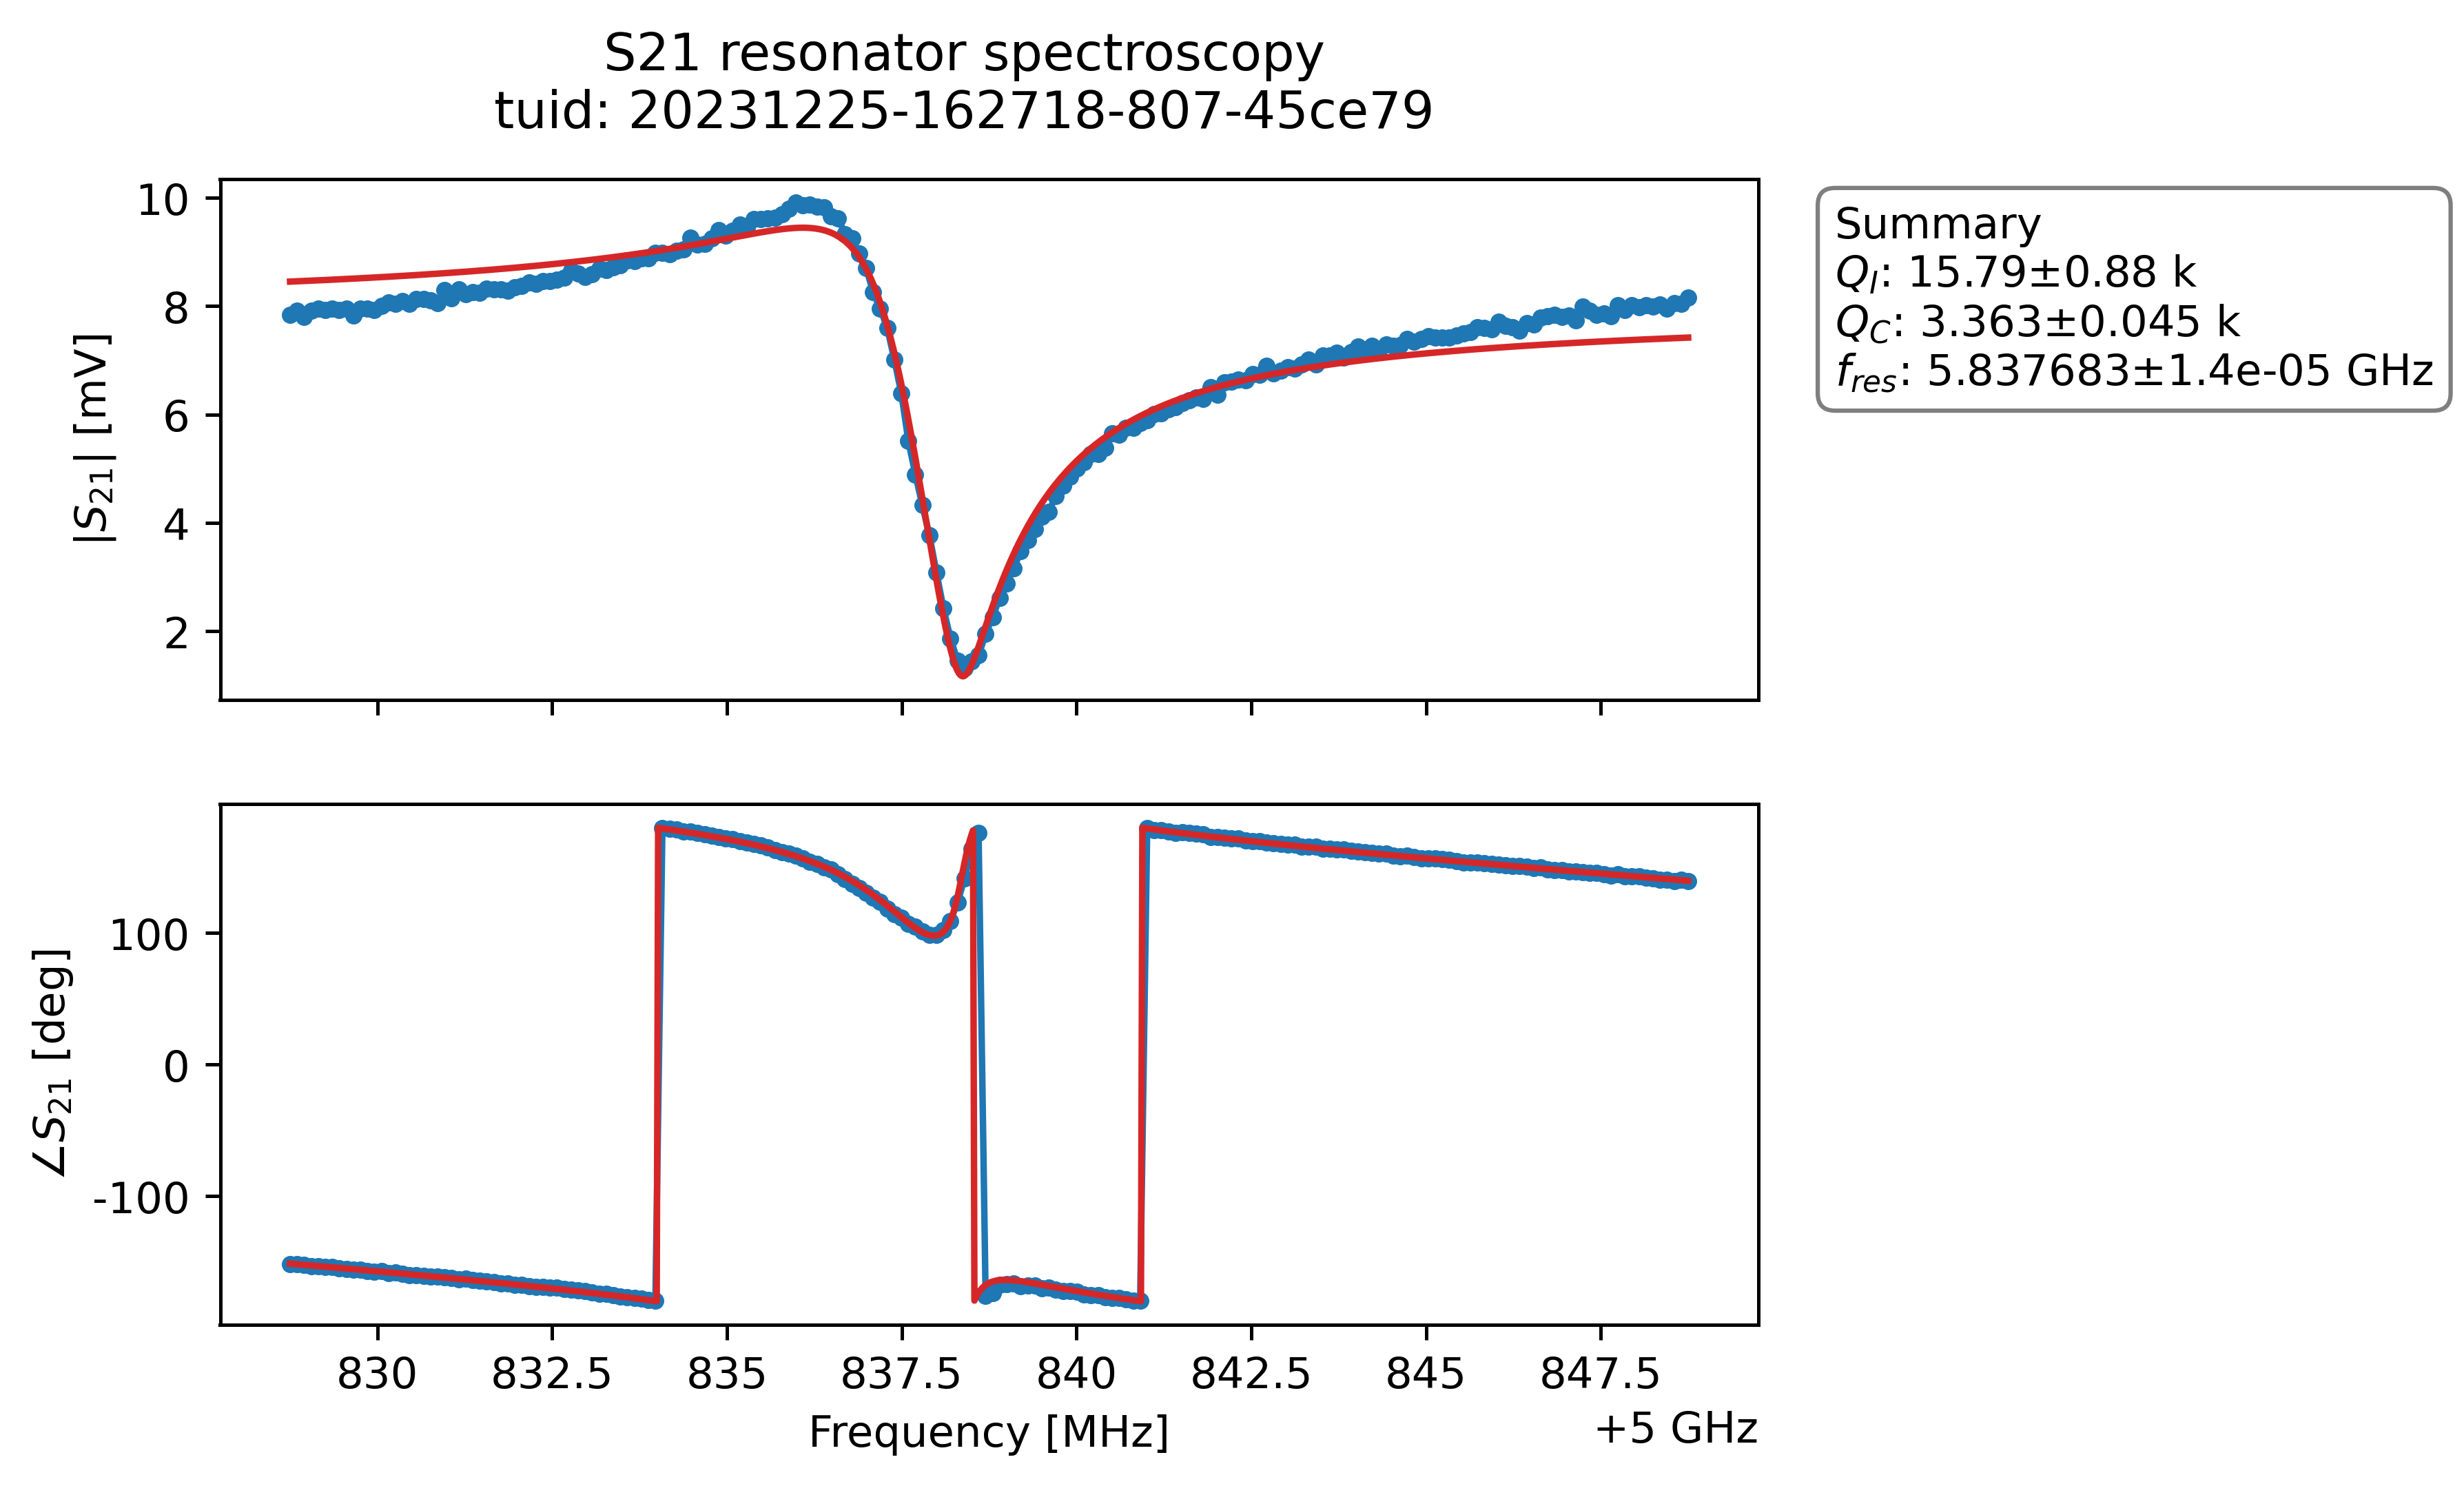 S21 resonator spectroscopy
tuid: 20231225-162718-807-45ce79
10
8
6
4
2
|S21| [mV]
Summary
QI: 15.79±0.88 k
QC: 3.363±0.045 k
fres: 5.837683±1.4e-05 GHz
100
0
-100
∠S21 [deg]
830 832.5 835 837.5 840 842.5 845 847.5
Frequency [MHz]
+5 GHz